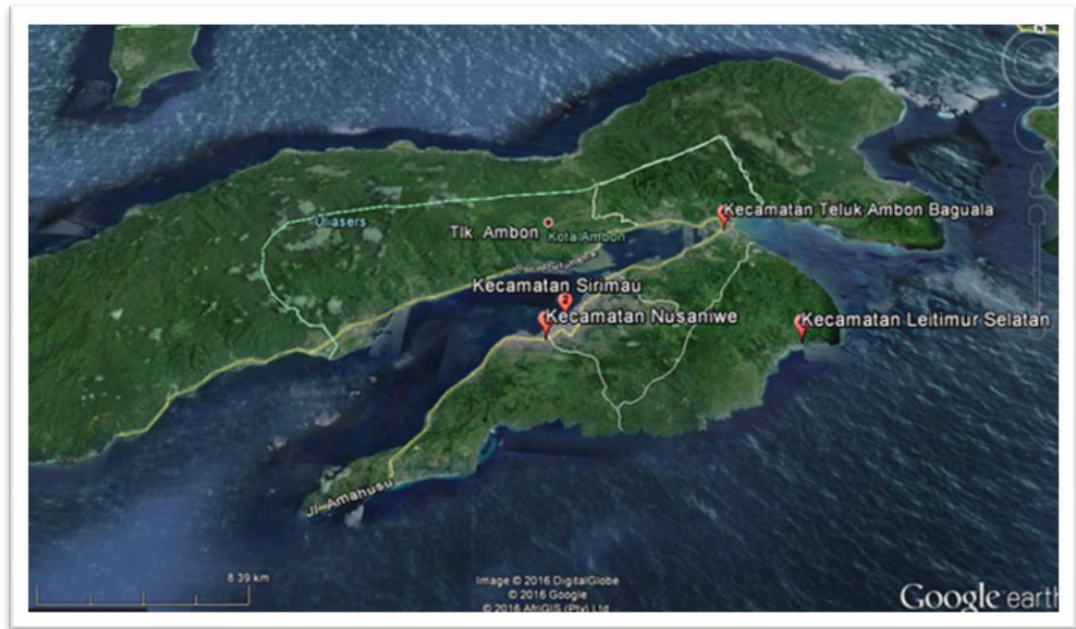 N
Kecamatan Teluk Ambon Baguala
Uliasers
Tlk. Ambon
Kota Ambon
Kecamatan Sirimau
2
Kecamatan Nusaniwe
Kecamatan Leitimur Selatan
Jl. Amahusu
8.39 km
Image © 2016 DigitalGlobe
© 2016 Google
© 2016 AfriGIS (Pty) Ltd.
Google earth